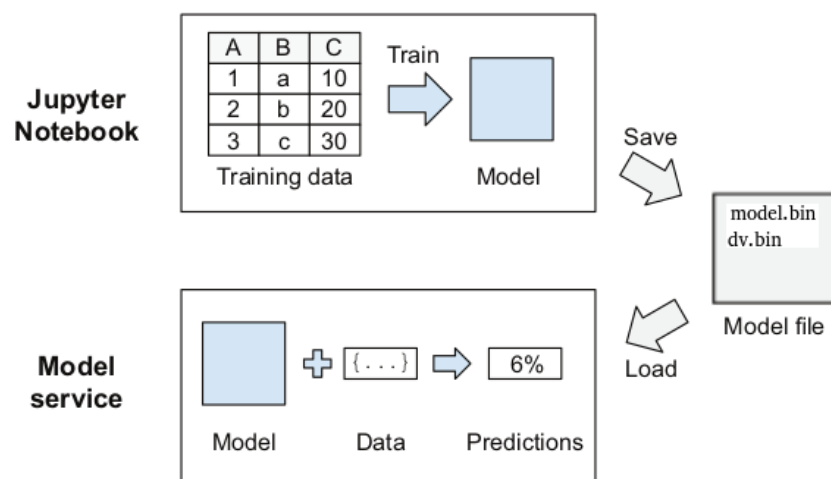 Jupyter
Notebook
A B C
1 a 10
2 b 20
3 c 30
Training data
Train
Model
Save
model.bin
dv.bin
Model file
Load
Model
service
{...}
6%
Model
Data
Predictions